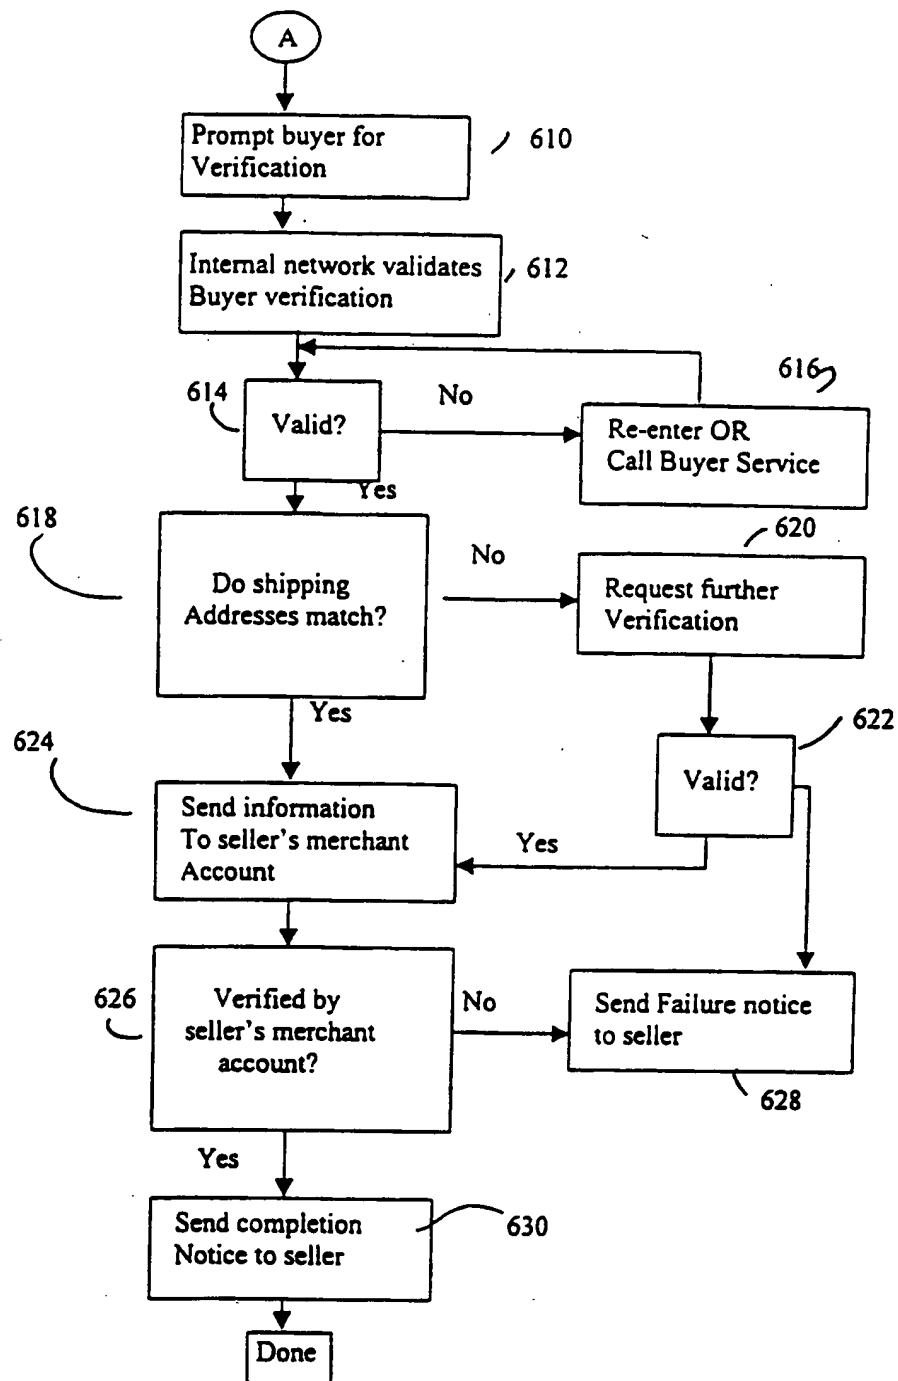 A
Prompt buyer for
Verification
610
Internal network validates
Buyer verification
612
614
Valid?
No
616
Re-enter OR
Call Buyer Service
Yes
618
Do shipping
Addresses match?
No
620
Request further
Verification
Yes
622
Valid?
624
Send information
To seller's merchant
Account
Yes
626
Verified by
seller's merchant
account?
No
Send Failure notice
to seller
628
Yes
Send completion
Notice to seller
630
Done